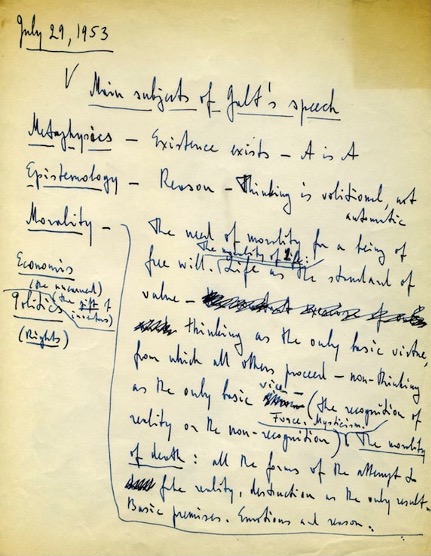 July 29, 1953
√ Main subjects of Galt's speech
Metaphysics – Existence exists – A is A
Epistemology – Reason – Thinking is volitional, not
automatic
Morality – The need of morality for a being of
The morality of life:
free will. Life as the standard of
value –
thinking as the only basic virtue,
from which all others proceed – non-thinking
vice –
as the only basic (the recognition of
Force, Mysticism.
reality or the non-recognition) The morality
of death: all the forms of the attempt to
fake reality, destruction as the only result.
Basic premises. Emotions and reason.
Economics
(the unearned)
(the gift of
Politics inventors)
(Rights)